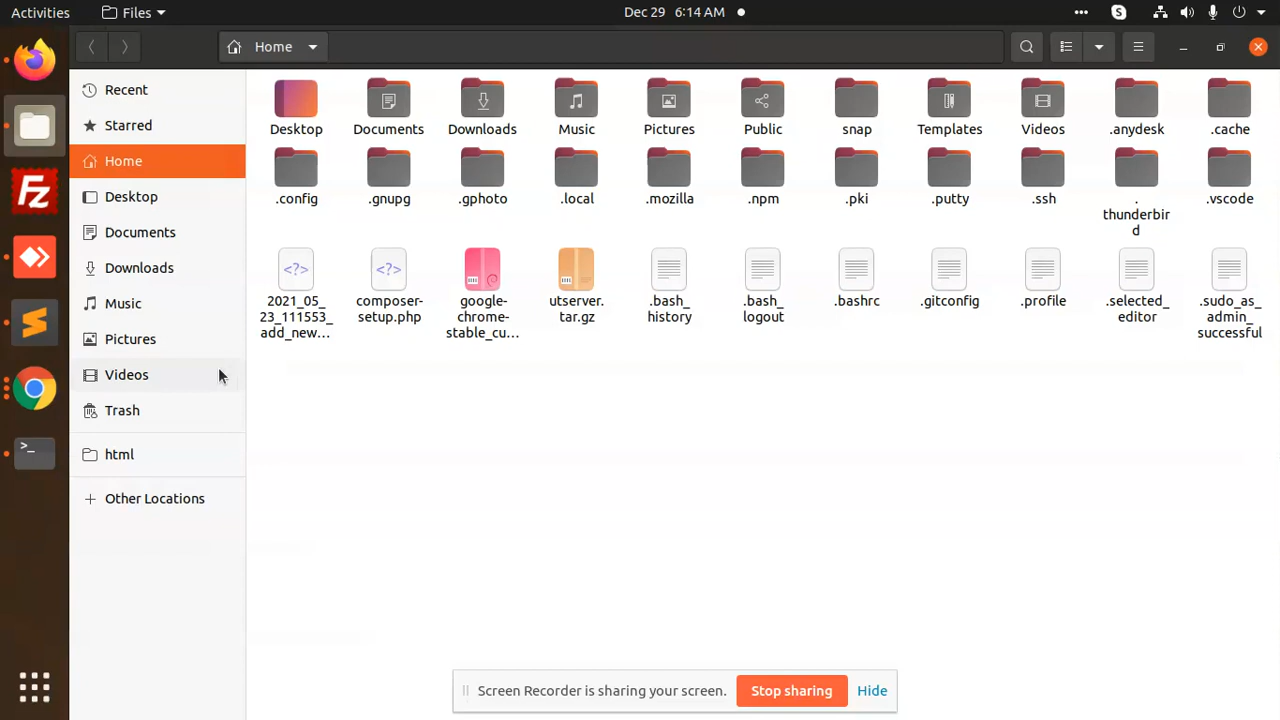 Activities
Files
Dec 29 6:14 AM
Home
Recent
Starred
Home
Desktop
Documents
Downloads
Music
Pictures
Videos
Trash
html
Other Locations
Desktop
Documents
Downloads
Music
Pictures
Public
snap
Templates
Videos
.anydesk
.cache
.config
.gnupg
.gphoto
.local
.mozilla
.npm
.pki
.putty
.ssh
.
thunderbir
d
.vscode
2021_05_
23_111553_
add_new...
composer-
setup.php
google-
chrome-
stable_cu...
utserver.
tar.gz
.bash_
history
.bash_
logout
.bashrc
.gitconfig
.profile
.selected_
editor
.sudo_as_
admin_
successful
Screen Recorder is sharing your screen.
Stop sharing
Hide